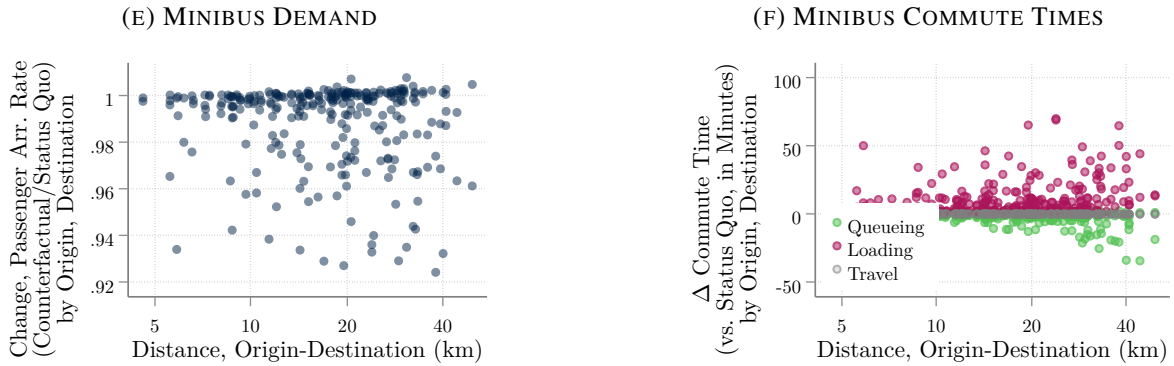 (E) MINIBUS DEMAND
Change, Passenger Arr. Rate
(Counterfactual/Status Quo)
by Origin, Destination
1
.98
.96
.94
.92
5
10
20
40
Distance, Origin-Destination (km)
(F) MINIBUS COMMUTE TIMES
Δ Commute Time
(vs. Status Quo, in Minutes)
by Origin, Destination
100
50
0
-50
Queueing
Loading
Travel
5
10
20
40
Distance, Origin-Destination (km)